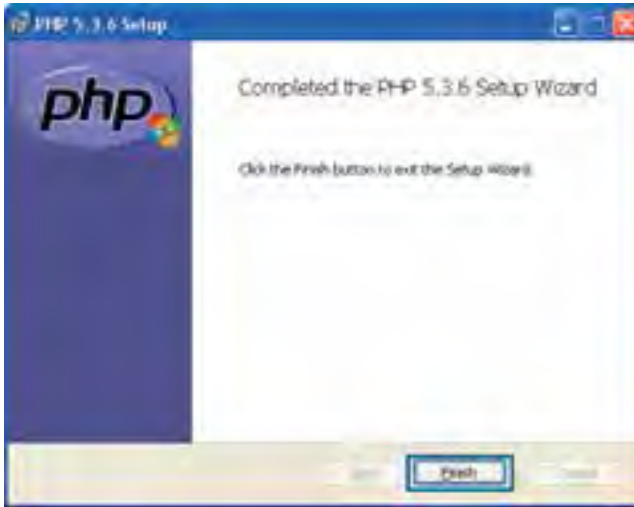 PHP 5.3.6 Setup
php
Completed the PHP 5.3.6 Setup Wizard
Click the Finish button to exit the Setup Wizard.
Finish